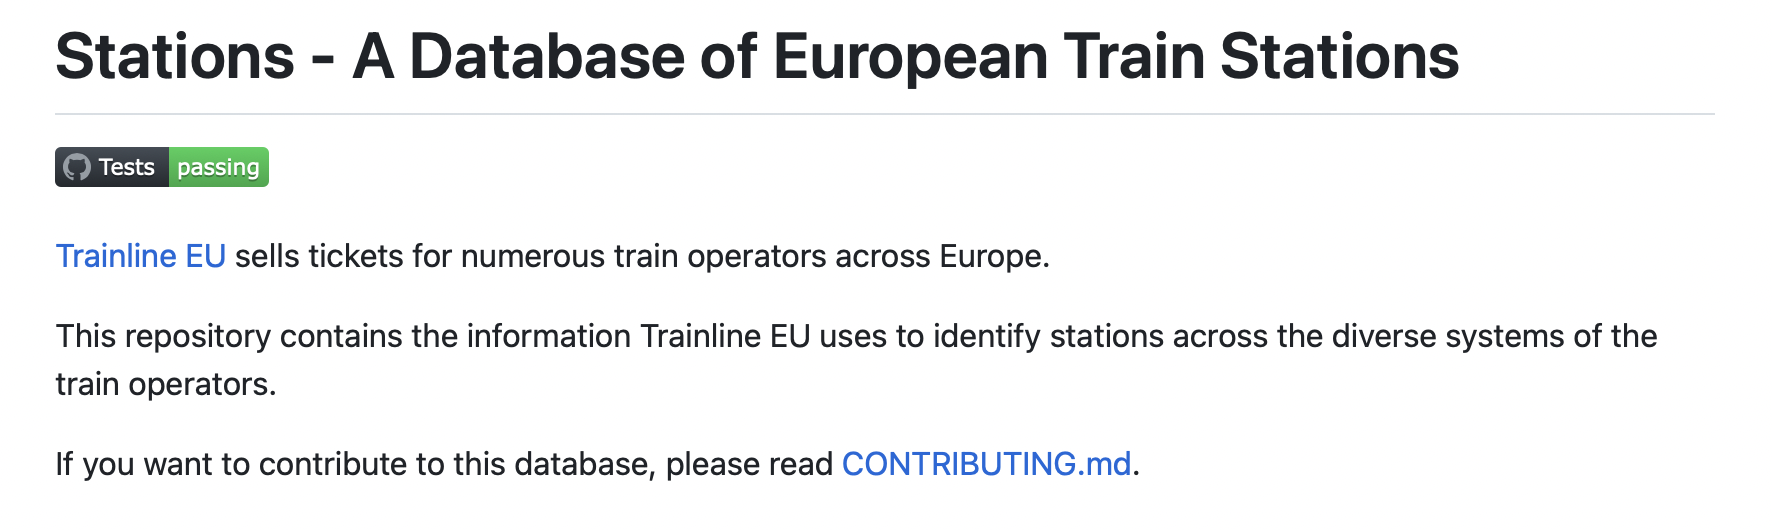 Stations - A Database of European Train Stations
Tests passing
Trainline EU sells tickets for numerous train operators across Europe.
This repository contains the information Trainline EU uses to identify stations across the diverse systems of the
train operators.
If you want to contribute to this database, please read CONTRIBUTING.md.